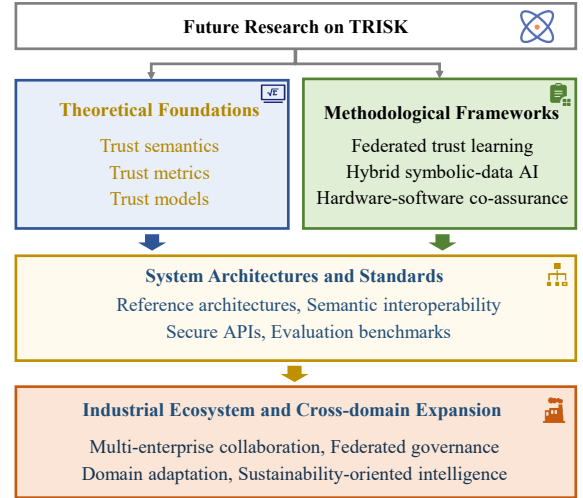 Future Research on TRISK
√E
Theoretical Foundations
Trust semantics
Trust metrics
Trust models
Methodological Frameworks
Federated trust learning
Hybrid symbolic-data AI
Hardware-software co-assurance
System Architectures and Standards
Reference architectures, Semantic interoperability
Secure APIs, Evaluation benchmarks
Industrial Ecosystem and Cross-domain Expansion
Multi-enterprise collaboration, Federated governance
Domain adaptation, Sustainability-oriented intelligence